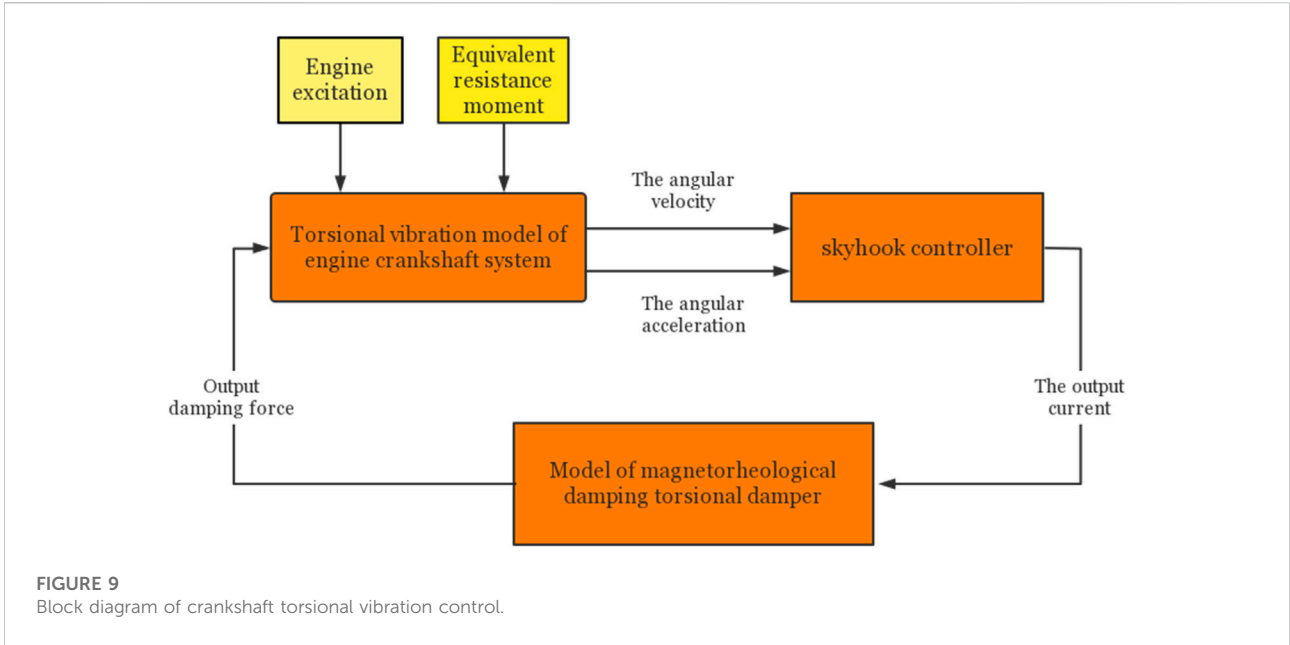 Engine
excitation
Equivalent
resistance
moment
The angular
velocity
Torsional vibration model of
engine crankshaft system
skyhook controller
The angular
acceleration
Output
damping force
The output
current
Model of magnetorheological
damping torsional damper
FIGURE 9
Block diagram of crankshaft torsional vibration control.